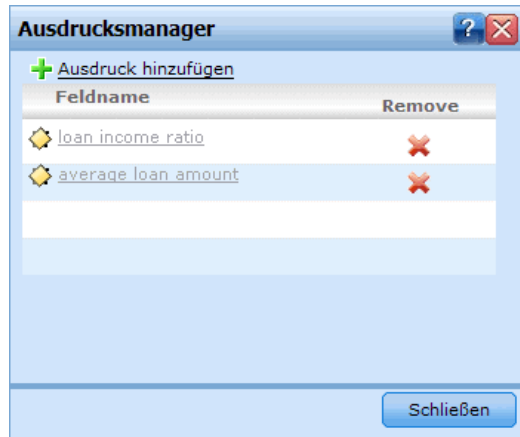 Ausdrucksmanager ?
Ausdruck hinzufügen
Feldname Remove
loan income ratio
average loan amount
Schließen